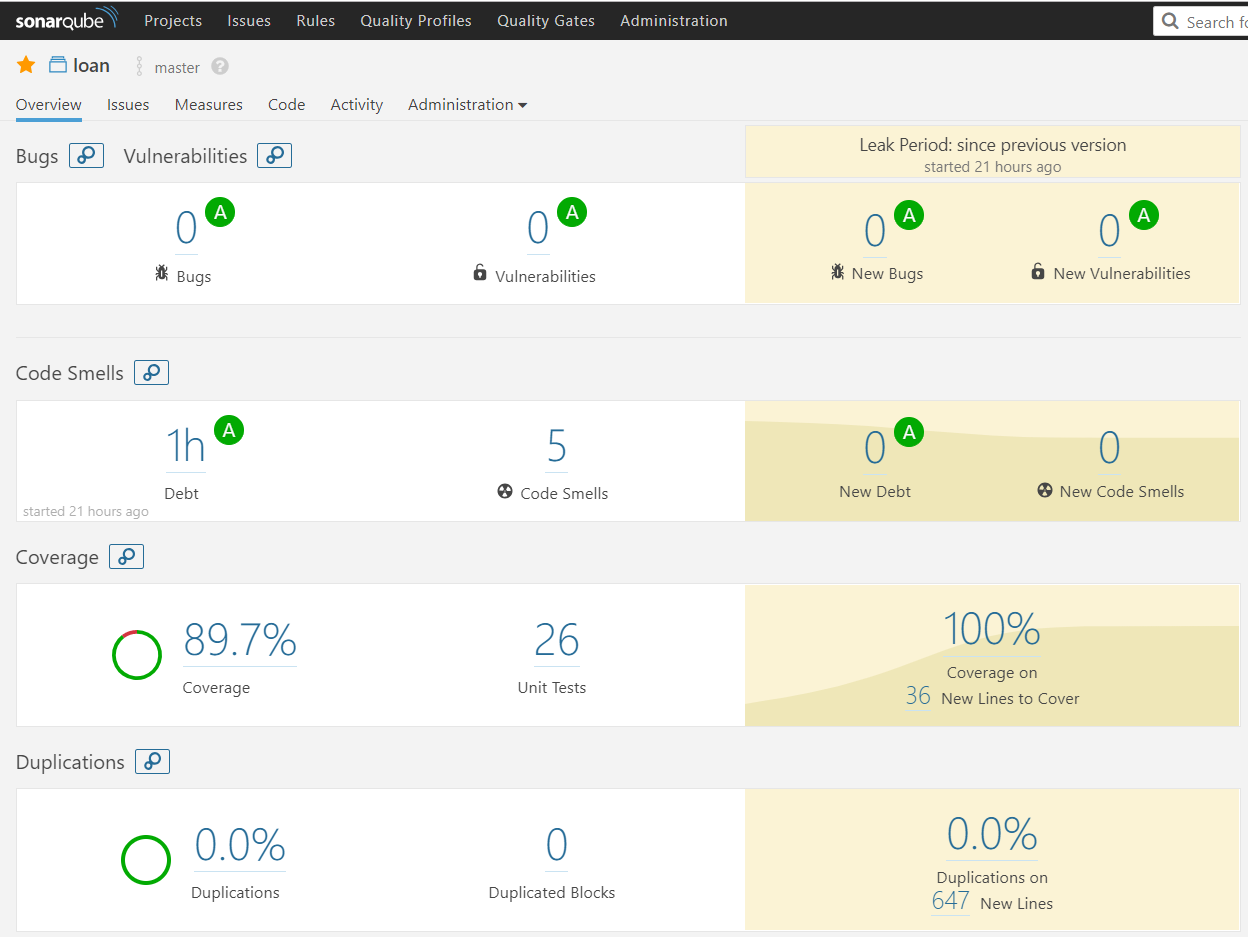 sonarqube Projects Issues Rules Quality Profiles Quality Gates Administration Search fo
loan master ?
Overview Issues Measures Code Activity Administration
Bugs Vulnerabilities
Leak Period: since previous version
started 21 hours ago
0 A 0 A 0 A 0 A
Bugs Vulnerabilities New Bugs New Vulnerabilities
Code Smells
1h A 5 0 A 0
Debt Code Smells New Debt New Code Smells
started 21 hours ago
Coverage
89.7% 26 100%
Coverage Unit Tests Coverage on
36 New Lines to Cover
Duplications
0.0% 0 0.0%
Duplications Duplicated Blocks Duplications on
647 New Lines